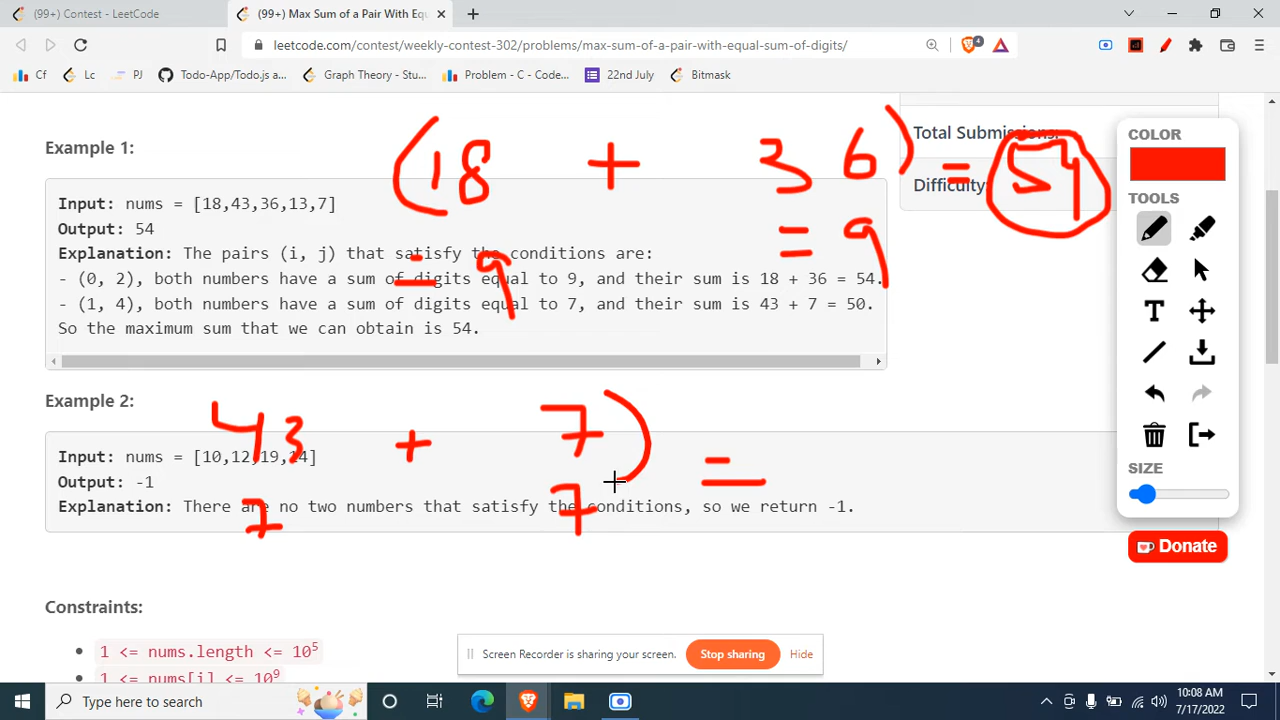 (99+) Contest - LeetCode
(99+) Max Sum of a Pair With Equ
leetcode.com/contest/weekly-contest-302/problems/max-sum-of-a-pair-with-equal-sum-of-digits/
4
Cf Lc PJ Todo-App/Todo.js a... Graph Theory - Stu... Problem - C - Code... 22nd July Bitmask
Total Submissions:
Difficulty:
Example 1:
(18 + 36) = 54
= 9 = 9
Input: nums = [18,43,36,13,7]
Output: 54
Explanation: The pairs (i, j) that satisfy the conditions are:
- (0, 2), both numbers have a sum of digits equal to 9, and their sum is 18 + 36 = 54.
- (1, 4), both numbers have a sum of digits equal to 7, and their sum is 43 + 7 = 50.
So the maximum sum that we can obtain is 54.
Example 2:
43 + 7) =
7 7
Input: nums = [10,12,19,14]
Output: -1
Explanation: There are no two numbers that satisfy the conditions, so we return -1.
Constraints:
1 <= nums.length <= 10⁵
1 <= nums[i] <= 10⁹
COLOR
TOOLS
T
SIZE
Donate
Screen Recorder is sharing your screen. Stop sharing Hide
Type here to search
10:08 AM
7/17/2022